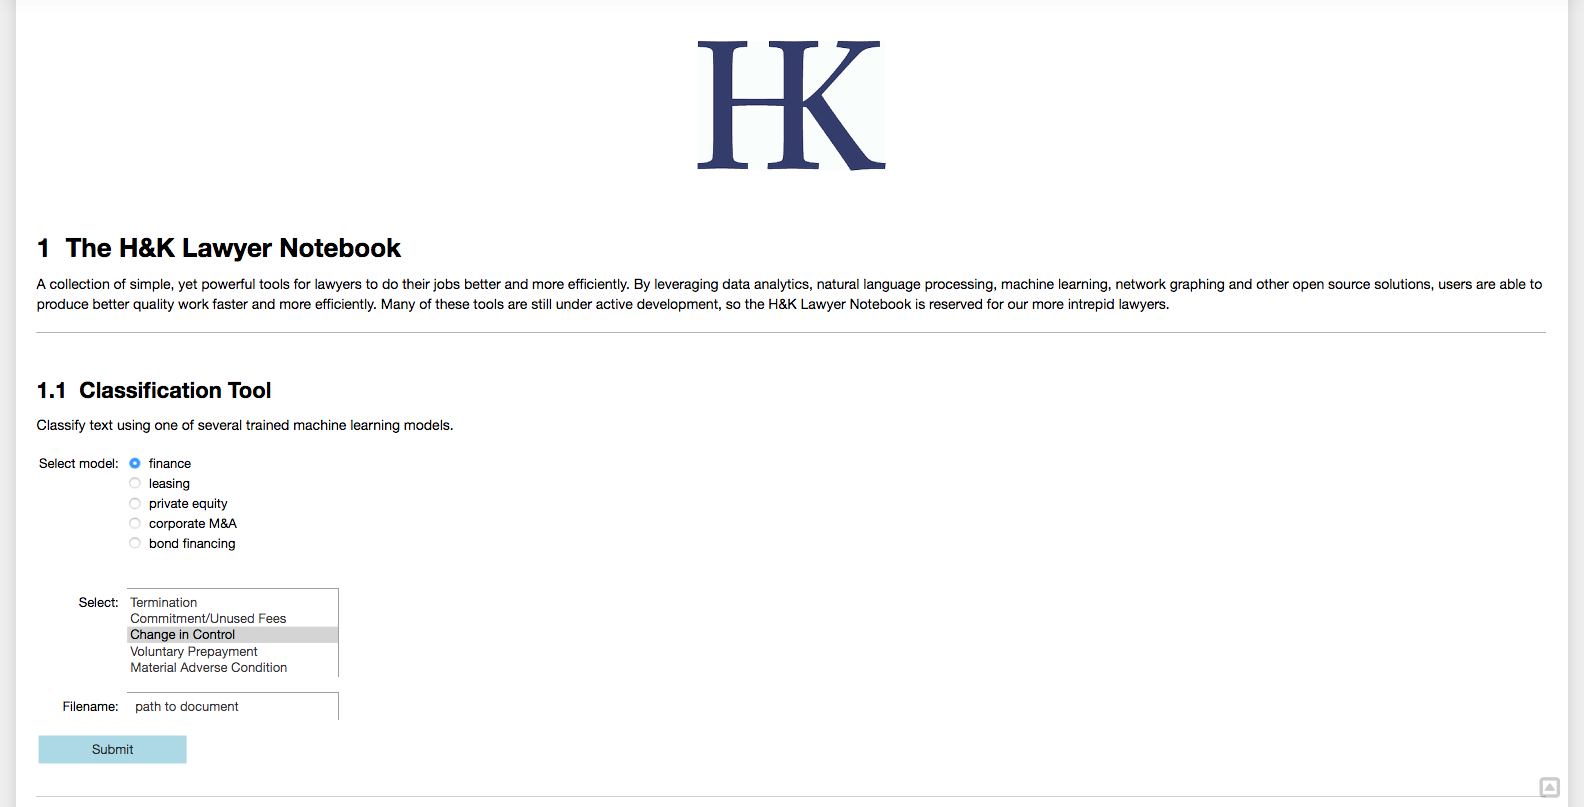 HK
1 The H&K Lawyer Notebook
A collection of simple, yet powerful tools for lawyers to do their jobs better and more efficiently. By leveraging data analytics, natural language processing, machine learning, network graphing and other open source solutions, users are able to
produce better quality work faster and more efficiently. Many of these tools are still under active development, so the H&K Lawyer Notebook is reserved for our more intrepid lawyers.
1.1 Classification Tool
Classify text using one of several trained machine learning models.
Select model: finance
leasing
private equity
corporate M&A
bond financing
Select: Termination
Commitment/Unused Fees
Change in Control
Voluntary Prepayment
Material Adverse Condition
Filename: path to document
Submit